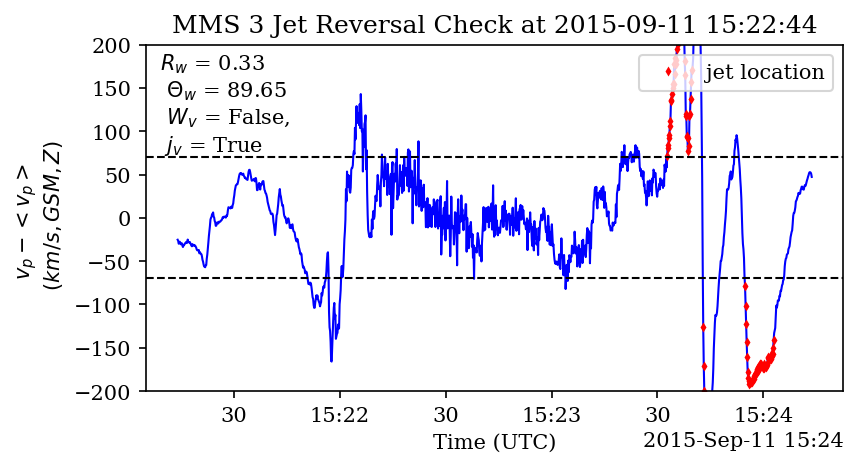 MMS 3 Jet Reversal Check at 2015-09-11 15:22:44
R_w = 0.33
Θ_w = 89.65
W_v = False,
j_v = True
jet location
200
150
100
50
0
−50
−100
−150
−200
v_p − < v_p >
(km/s, GSM, Z)
30 15:22 30 15:23 30 15:24
Time (UTC)
2015-Sep-11 15:24